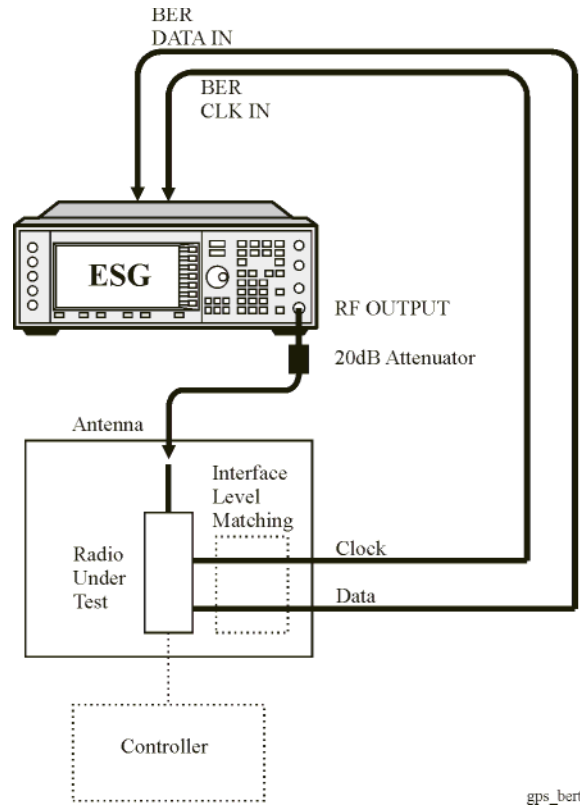 BER
DATA IN
BER
CLK IN
ESG
RF OUTPUT
20dB Attenuator
Antenna
Interface
Level
Matching
Radio
Under
Test
Clock
Data
Controller
gps_bert